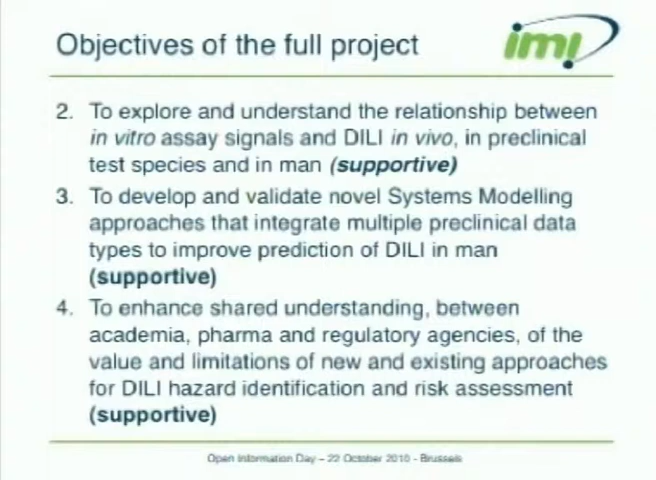 Objectives of the full project
imi
2. To explore and understand the relationship between
in vitro assay signals and DILI in vivo, in preclinical
test species and in man (supportive)
3. To develop and validate novel Systems Modelling
approaches that integrate multiple preclinical data
types to improve prediction of DILI in man
(supportive)
4. To enhance shared understanding, between
academia, pharma and regulatory agencies, of the
value and limitations of new and existing approaches
for DILI hazard identification and risk assessment
(supportive)
Open Information Day – 22 October 2010 - Brussels